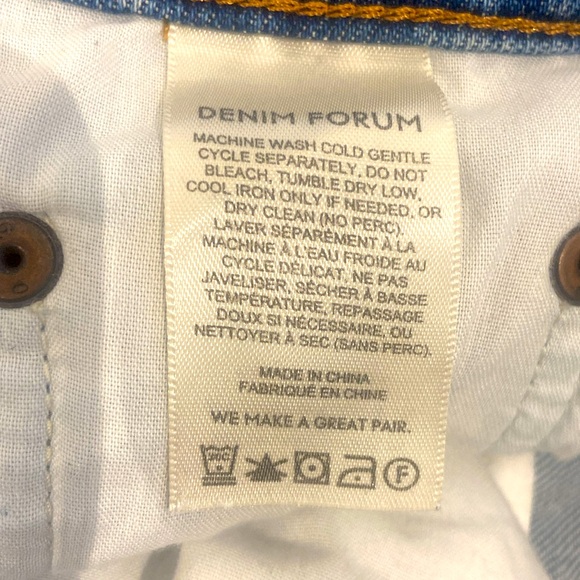 DENIM FORUM
MACHINE WASH COLD GENTLE
CYCLE SEPARATELY, DO NOT
BLEACH, TUMBLE DRY LOW,
COOL IRON ONLY IF NEEDED, OR
DRY CLEAN (NO PERC).
LAVER SÉPARÉMENT À LA
MACHINE À L'EAU FROIDE AU
CYCLE DÉLICAT, NE PAS
JAVELISER, SÉCHER À BASSE
TEMPÉRATURE, REPASSAGE
DOUX SI NÉCESSAIRE, OU
NETTOYER À SEC (SANS PERC).
MADE IN CHINA
FABRIQUÉ EN CHINE
WE MAKE A GREAT PAIR.
F